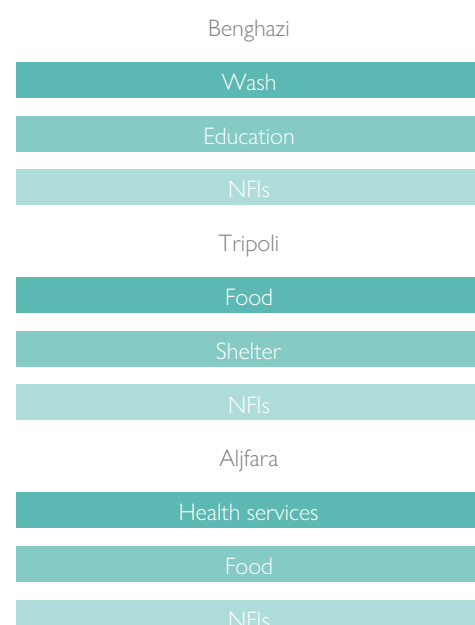 Benghazi
Wash
Education
NFIs
Tripoli
Food
Shelter
NFIs
Aljfara
Health services
Food
NFIs